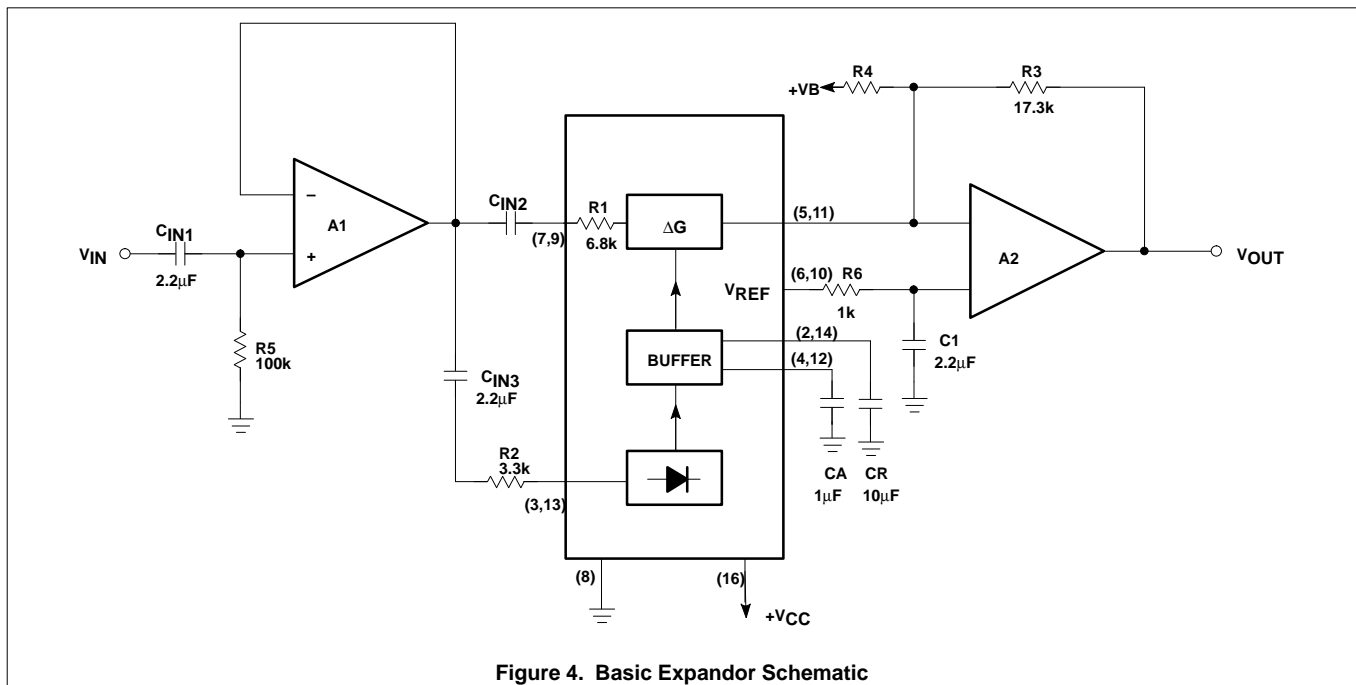 R4
R3
+VB
17.3k
CIN2
R1
6.8k
ΔG
(5,11)
(7,9)
−
A1
+
CIN1
VIN
2.2μF
R5
100k
A2
VOUT
VREF
(6,10)
R6
1k
(2,14)
(4,12)
BUFFER
C1
2.2μF
CIN3
2.2μF
R2
3.3k
(3,13)
CA
1μF
CR
10μF
(8)
(16)
+VCC
Figure 4. Basic Expandor Schematic